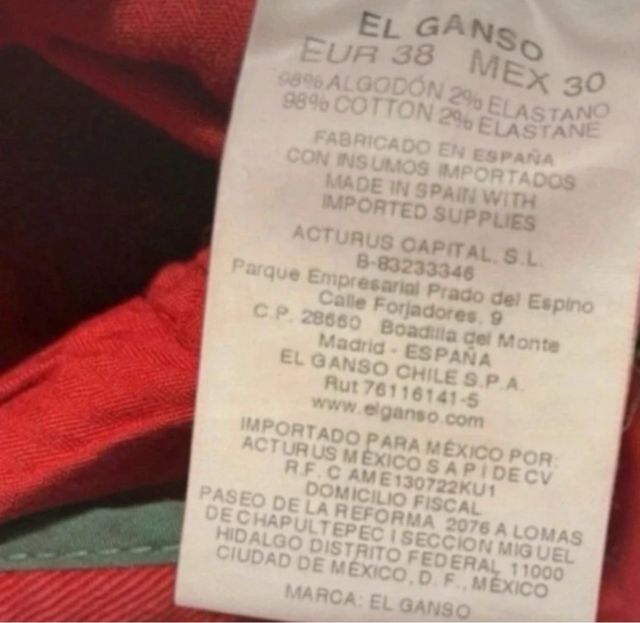 EL GANSO
EUR 38 MEX 30
98% ALGODÓN 2% ELASTANO
98% COTTON 2% ELASTANE
FABRICADO EN ESPAÑA
CON INSUMOS IMPORTADOS
MADE IN SPAIN WITH
IMPORTED SUPPLIES
ACTURUS CAPITAL, S.L.
B-83233346
Parque Empresarial Prado del Espino
Calle Forjadores, 9
C.P. 28660 Boadilla del Monte
Madrid - ESPAÑA
EL GANSO CHILE S.P.A.
Rut 76116141-5
www.elganso.com
IMPORTADO PARA MÉXICO POR:
ACTURUS MÉXICO S A P I DE CV
R.F. C AME130722KU1
DOMICILIO FISCAL
PASEO DE LA REFORMA 2076 A LOMAS
DE CHAPULTEPEC I SECCION MIGUEL
HIDALGO DISTRITO FEDERAL 11000
CIUDAD DE MÉXICO, D. F., MÉXICO
MARCA: EL GANSO